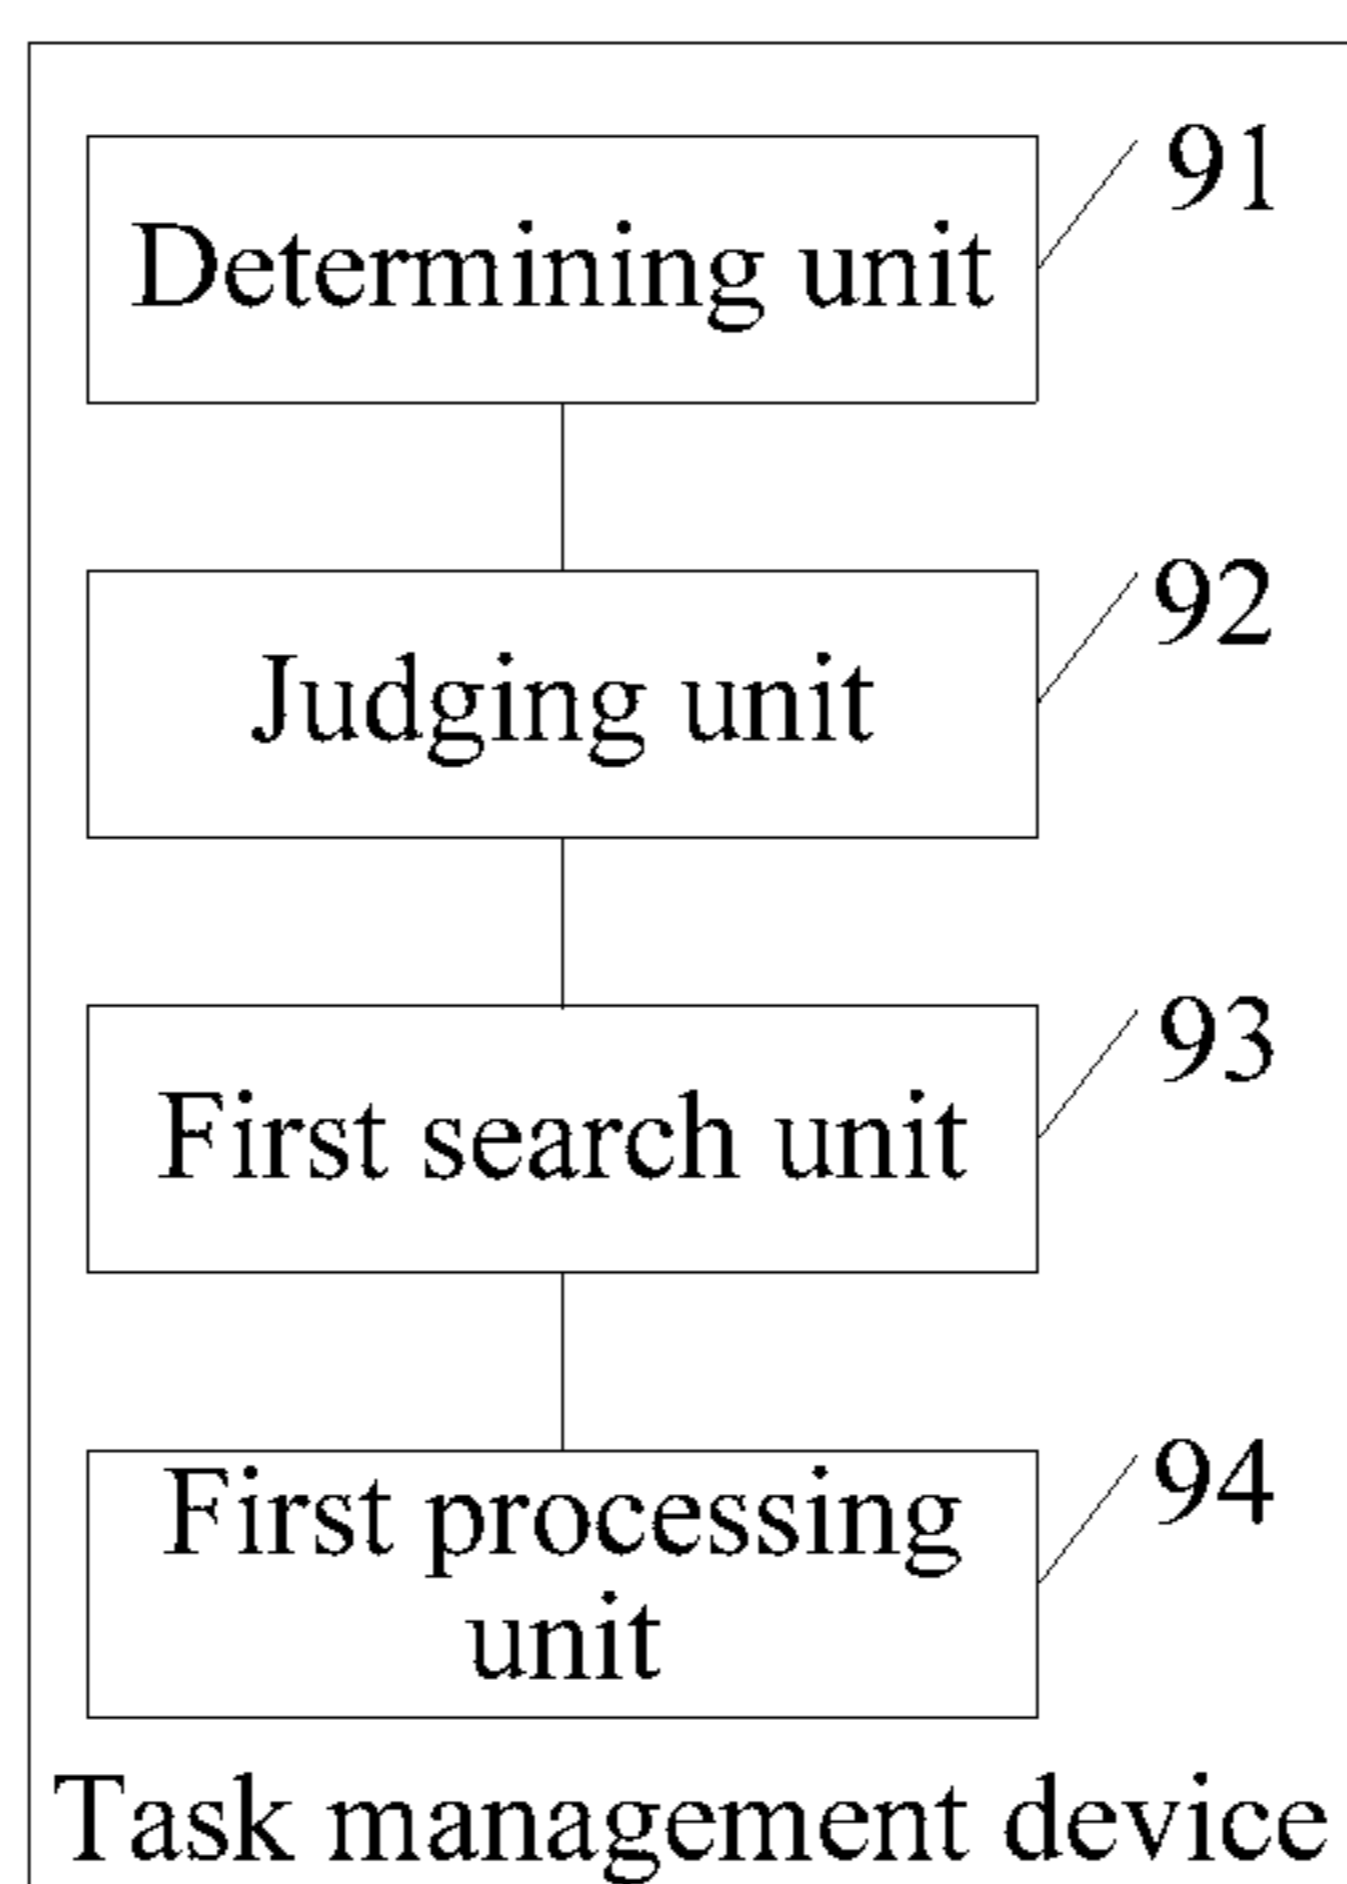 91
Determining unit
92
Judging unit
93
First search unit
94
First processing
unit
Task management device